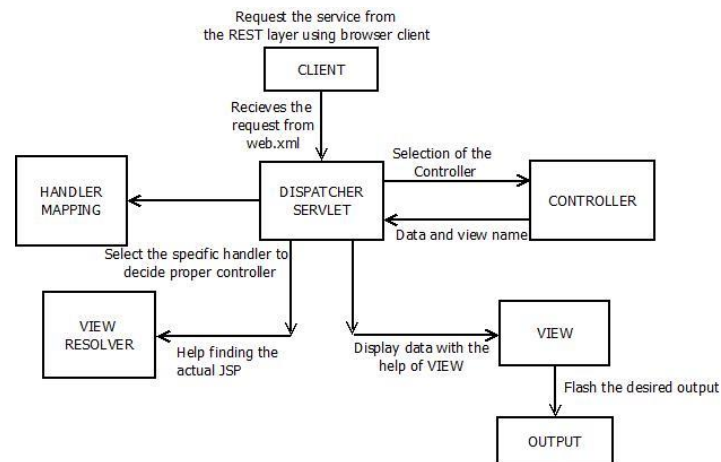 Request the service from
the REST layer using browser client
CLIENT
Recieves the
request from
web.xml
HANDLER
MAPPING
DISPATCHER
SERVLET
Selection of the
Controller
CONTROLLER
Data and view name
Select the specific handler to
decide proper controller
VIEW
RESOLVER
Help finding the
actual JSP
Display data with the
help of VIEW
VIEW
Flash the desired output
OUTPUT